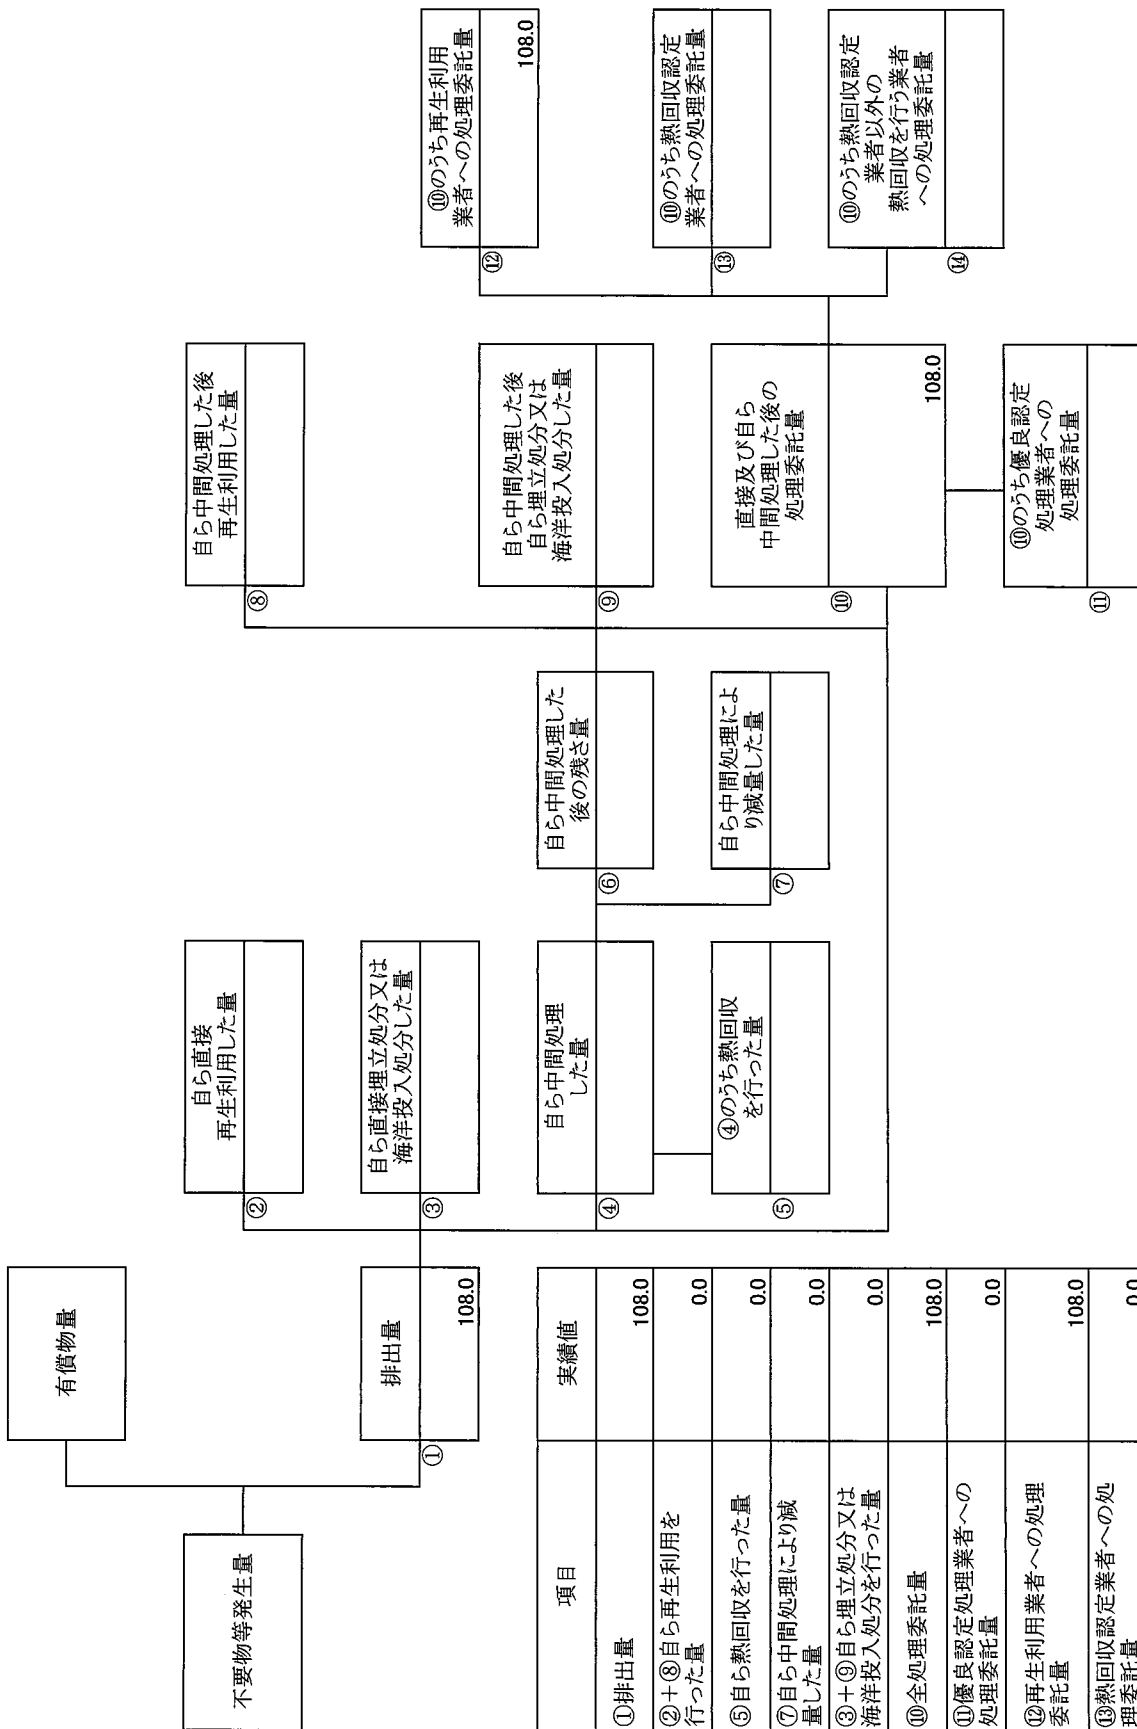 不要物等発生量
有償物量
排出量
①
108.0
自ら直接
再生利用した量
②
自ら直接埋立処分又は
海洋投入処分した量
③
自ら中間処理
した量
④
④のうち熱回収
を行った量
⑤
自ら中間処理した
後の残さ量
⑥
自ら中間処理によ
り減量した量
⑦
自ら中間処理した後
再生利用した量
⑧
自ら中間処理した後
自ら埋立処分又は
海洋投入処分した量
⑨
直接及び自ら
中間処理した後の
処理委託量
⑩
108.0
⑩のうち優良認定
処理業者への
処理委託量
⑪
⑩のうち再生利用
業者への処理委託量
⑫
108.0
⑩のうち熱回収認定
業者への処理委託量
⑬
⑩のうち熱回収認定
業者以外の
熱回収を行う業者
への処理委託量
⑭
項目 実績値
①排出量 108.0
②+⑧自ら再生利用を
行った量 0.0
⑤自ら熱回収を行った量 0.0
⑦自ら中間処理により減
量した量 0.0
③+⑨自ら埋立処分又は
海洋投入処分を行った量 0.0
⑩全処理委託量 108.0
⑪優良認定処理業者への
処理委託量 0.0
⑫再生利用業者への処理
委託量 108.0
⑬熱回収認定業者への処
理委託量 0.0